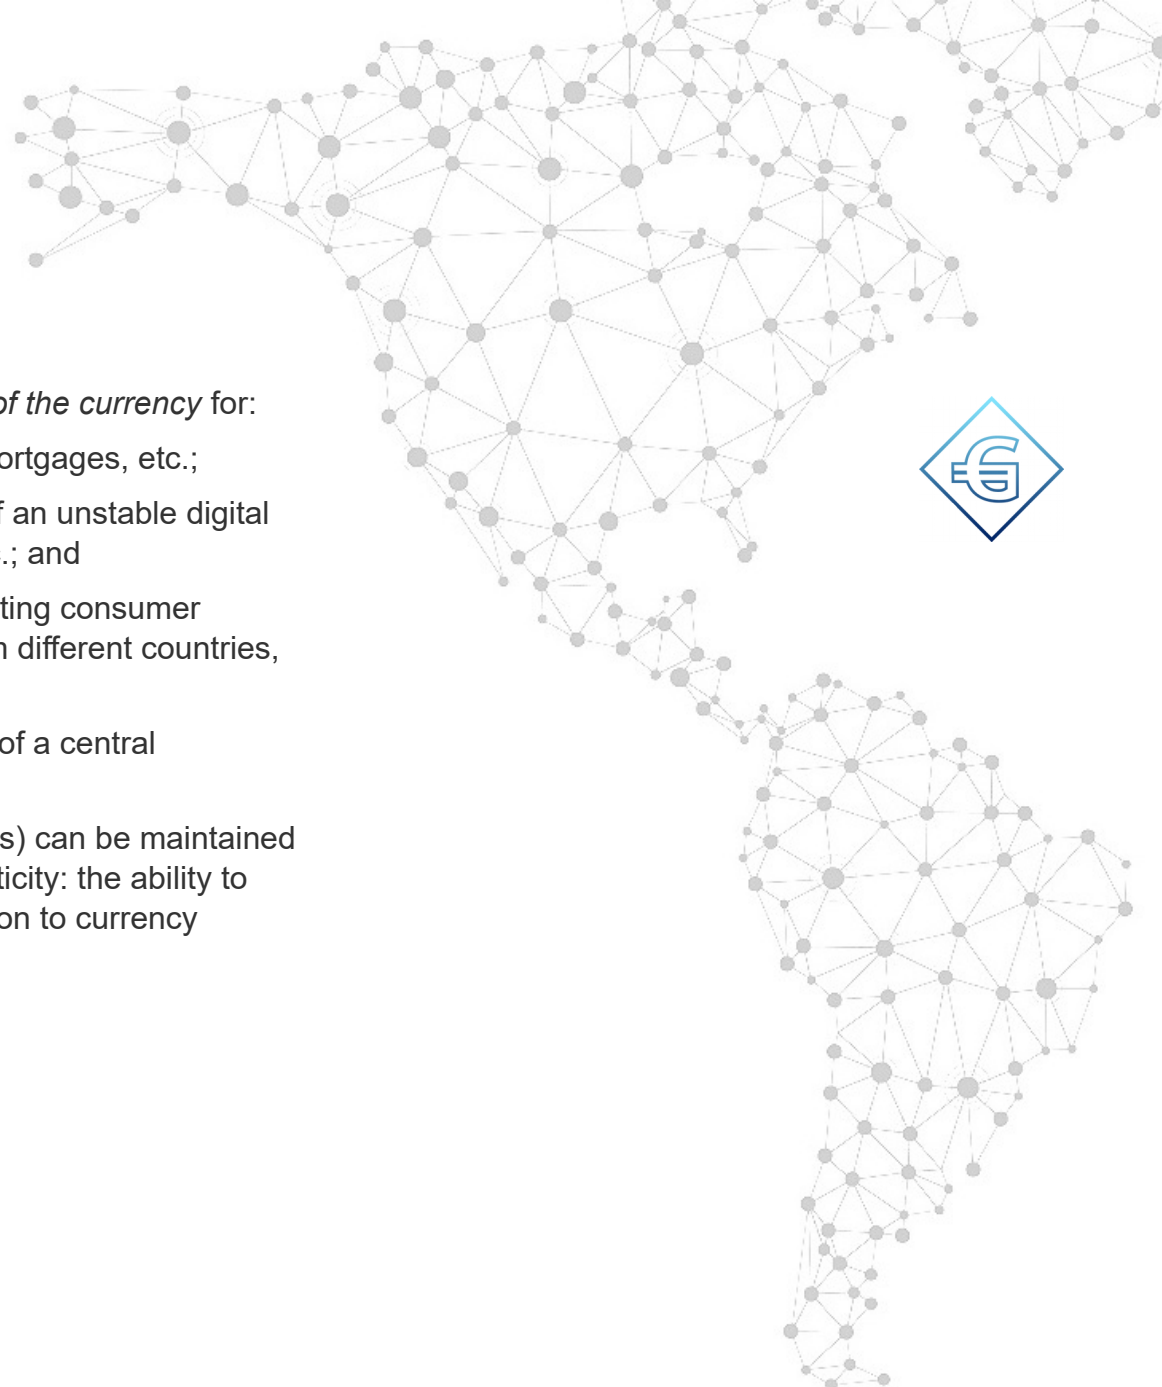 of the currency for:
ortgages, etc.;
f an unstable digital
.; and
ting consumer
n different countries,
of a central
s) can be maintained
ticity: the ability to
on to currency